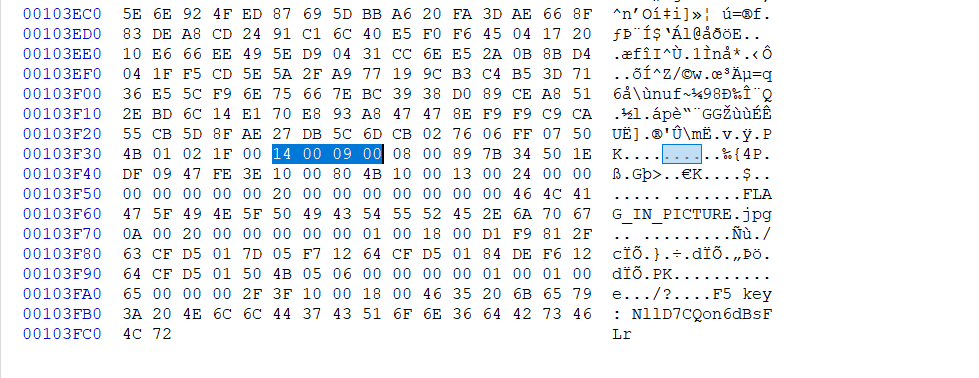 00103EC0 5E 6E 92 4F ED 87 69 5D BB A6 20 FA 3D AE 66 8F ^n’Oí‡i]»¦ ú=®f.
00103ED0 83 DE A8 CD 24 91 C1 6C 40 E5 F0 F6 45 04 17 20 ƒÞ¨Í$‘Ál@åðöE..
00103EE0 10 E6 66 EE 49 5E D9 04 31 CC 6E E5 2A 0B 8B D4 .æfîI^Ù.1Ìnå*.‹Ô
00103EF0 04 1F F5 CD 5E 5A 2F A9 77 19 9C B3 C4 B5 3D 71 ..õÍ^Z/©w.œ³Äµ=q
00103F00 36 E5 5C F9 6E 75 66 7E BC 39 38 D0 89 CE A8 51 6å\ùnuf~¼98Ð‰Î¨Q
00103F10 2E BD 6C 14 E1 70 E8 93 A8 47 47 8E F9 F9 C9 CA .½l.ápè“¨GGŽùùÉÊ
00103F20 55 CB 5D 8F AE 27 DB 5C 6D CB 02 76 06 FF 07 50 UË].®'Û\mË.v.ÿ.P
00103F30 4B 01 02 1F 00 14 00 09 00 08 00 89 7B 34 50 1E K..........‰{4P.
00103F40 DF 09 47 FE 3E 10 00 80 4B 10 00 13 00 24 00 00 ß.Gþ>..€K....$..
00103F50 00 00 00 00 00 20 00 00 00 00 00 00 00 46 4C 41 ..... .......FLA
00103F60 47 5F 49 4E 5F 50 49 43 54 55 52 45 2E 6A 70 67 G_IN_PICTURE.jpg
00103F70 0A 00 20 00 00 00 00 00 01 00 18 00 D1 F9 81 2F .. .........Ñù./
00103F80 63 CF D5 01 7D 05 F7 12 64 CF D5 01 84 DE F6 12 cÏÕ.}.÷.dÏÕ.„Þö.
00103F90 64 CF D5 01 50 4B 05 06 00 00 00 00 01 00 01 00 dÏÕ.PK..........
00103FA0 65 00 00 00 2F 3F 10 00 18 00 46 35 20 6B 65 79 e.../?....F5 key
00103FB0 3A 20 4E 6C 6C 44 37 43 51 6F 6E 36 64 42 73 46 : NllD7CQon6dBsF
00103FC0 4C 72 Lr